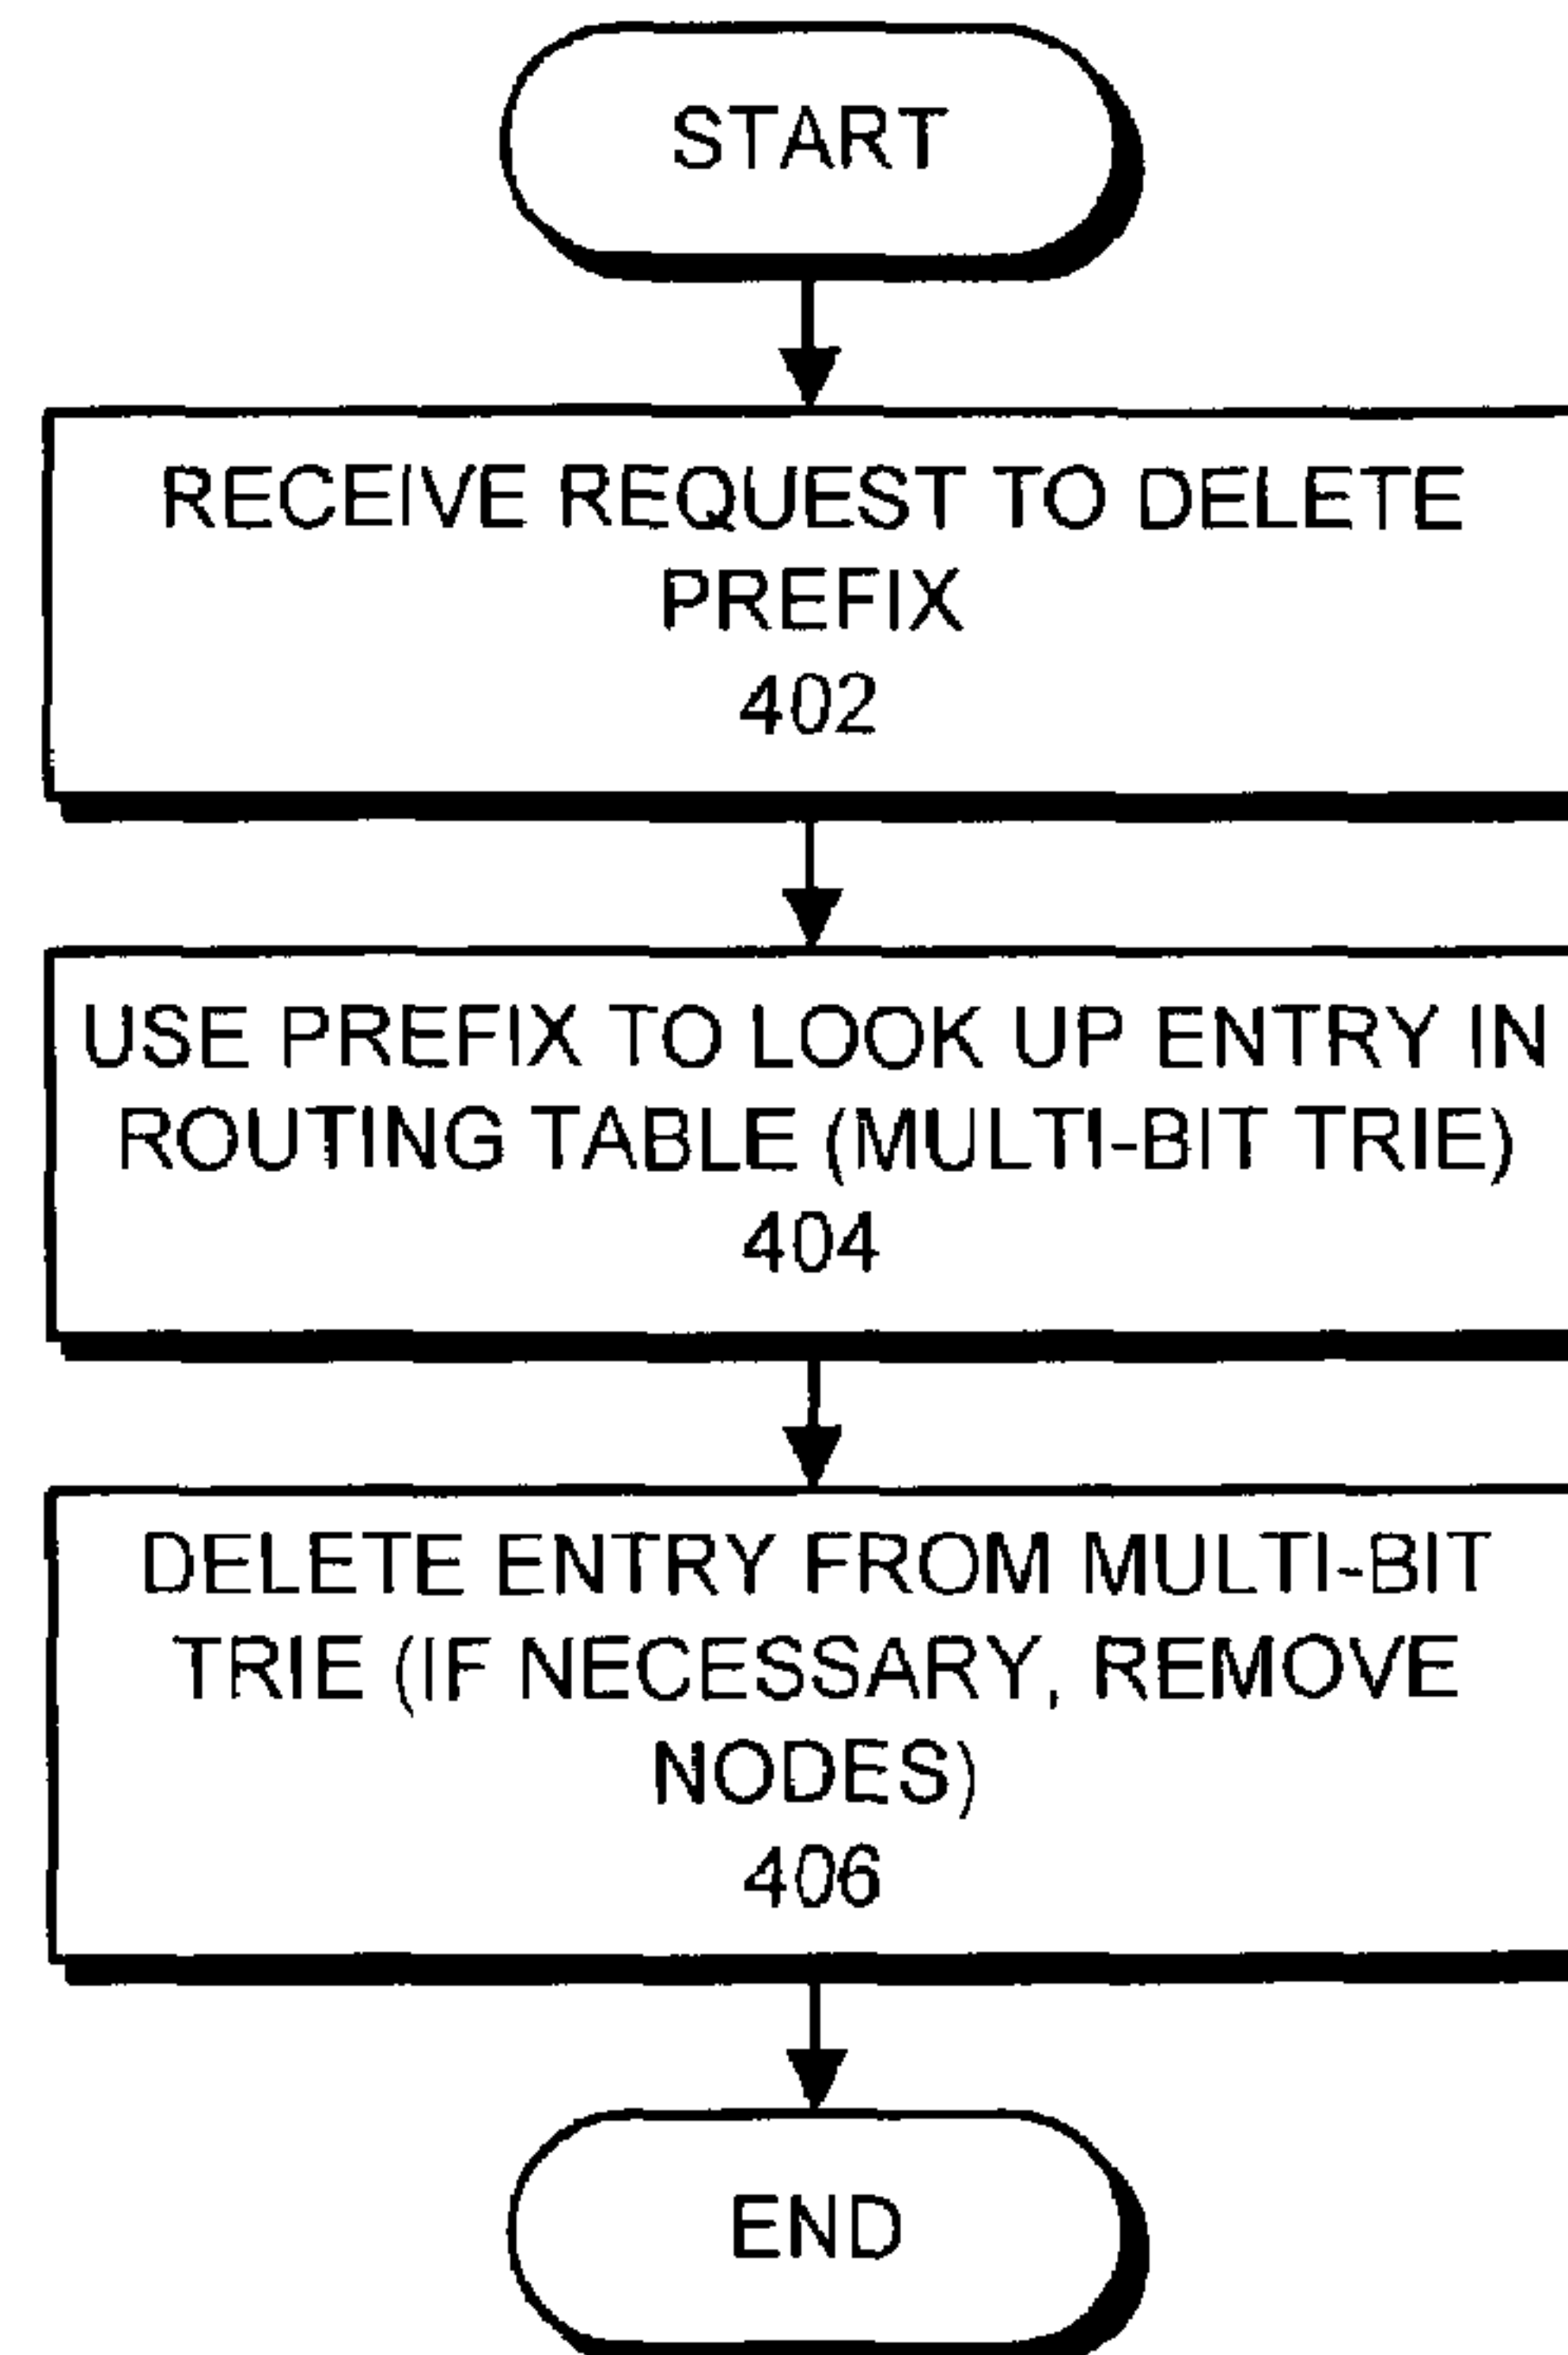 START
RECEIVE REQUEST TO DELETE
PREFIX
402
USE PREFIX TO LOOK UP ENTRY IN
ROUTING TABLE (MULTI-BIT TRIE)
404
DELETE ENTRY FROM MULTI-BIT
TRIE (IF NECESSARY, REMOVE
NODES)
406
END